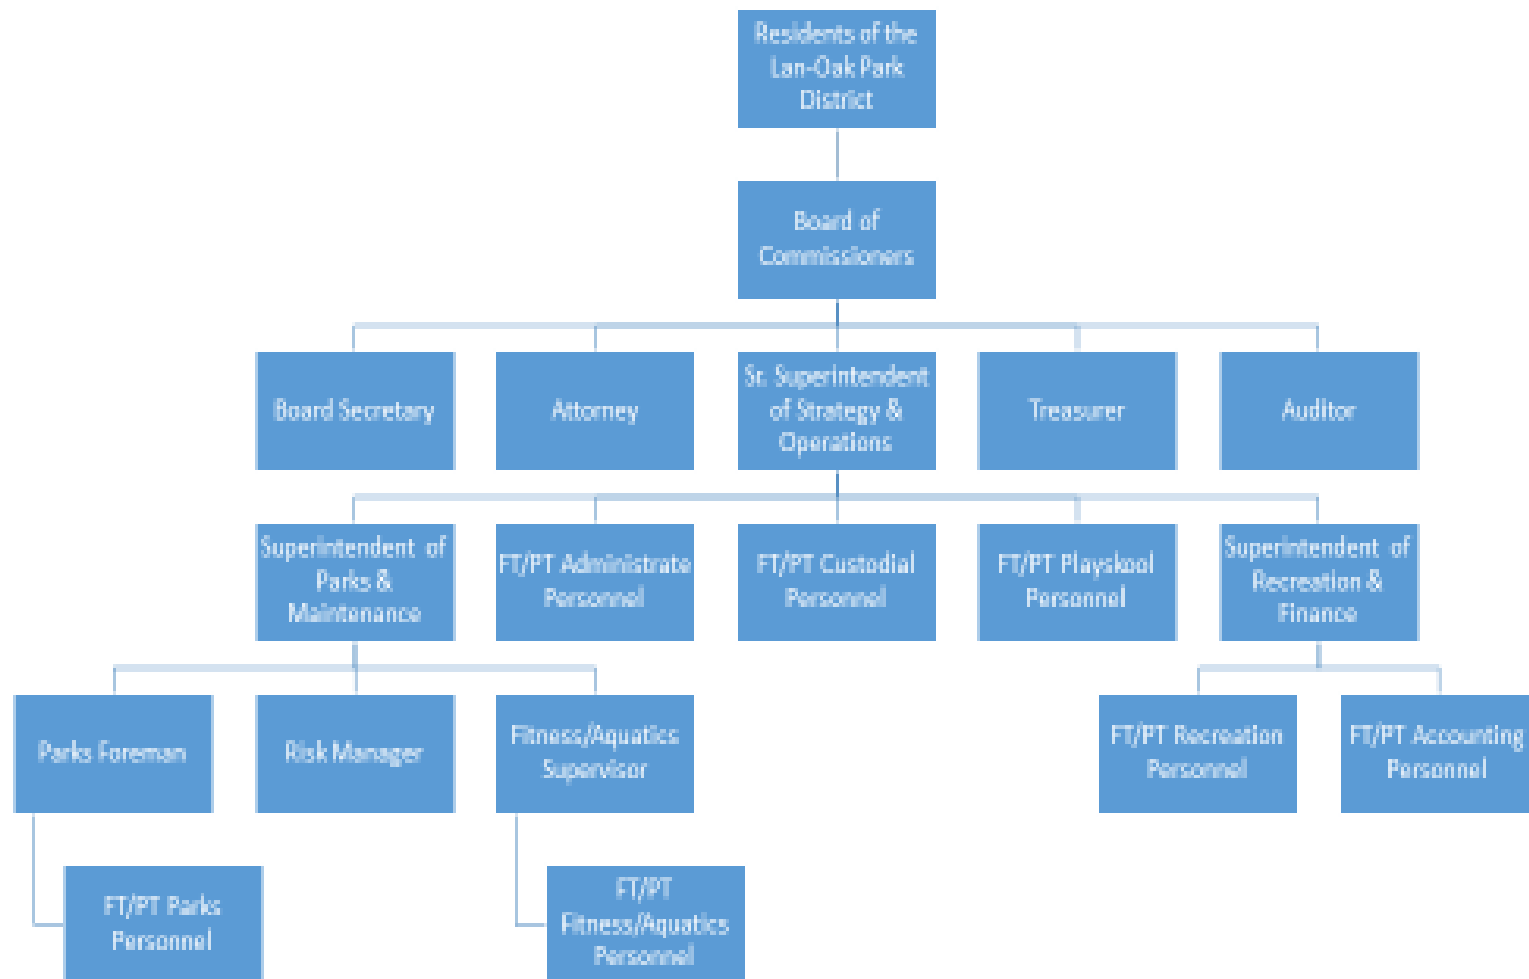 Residents of the
Lan-Oak Park
District
Board of
Commissioners
Board Secretary
Attorney
Sr. Superintendent
of Strategy &
Operations
Treasurer
Auditor
Superintendent of
Parks &
Maintenance
FT/PT Administrate
Personnel
FT/PT Custodial
Personnel
FT/PT Playskool
Personnel
Superintendent of
Recreation &
Finance
Parks Foreman
Risk Manager
Fitness/Aquatics
Supervisor
FT/PT Recreation
Personnel
FT/PT Accounting
Personnel
FT/PT Parks
Personnel
FT/PT
Fitness/Aquatics
Personnel